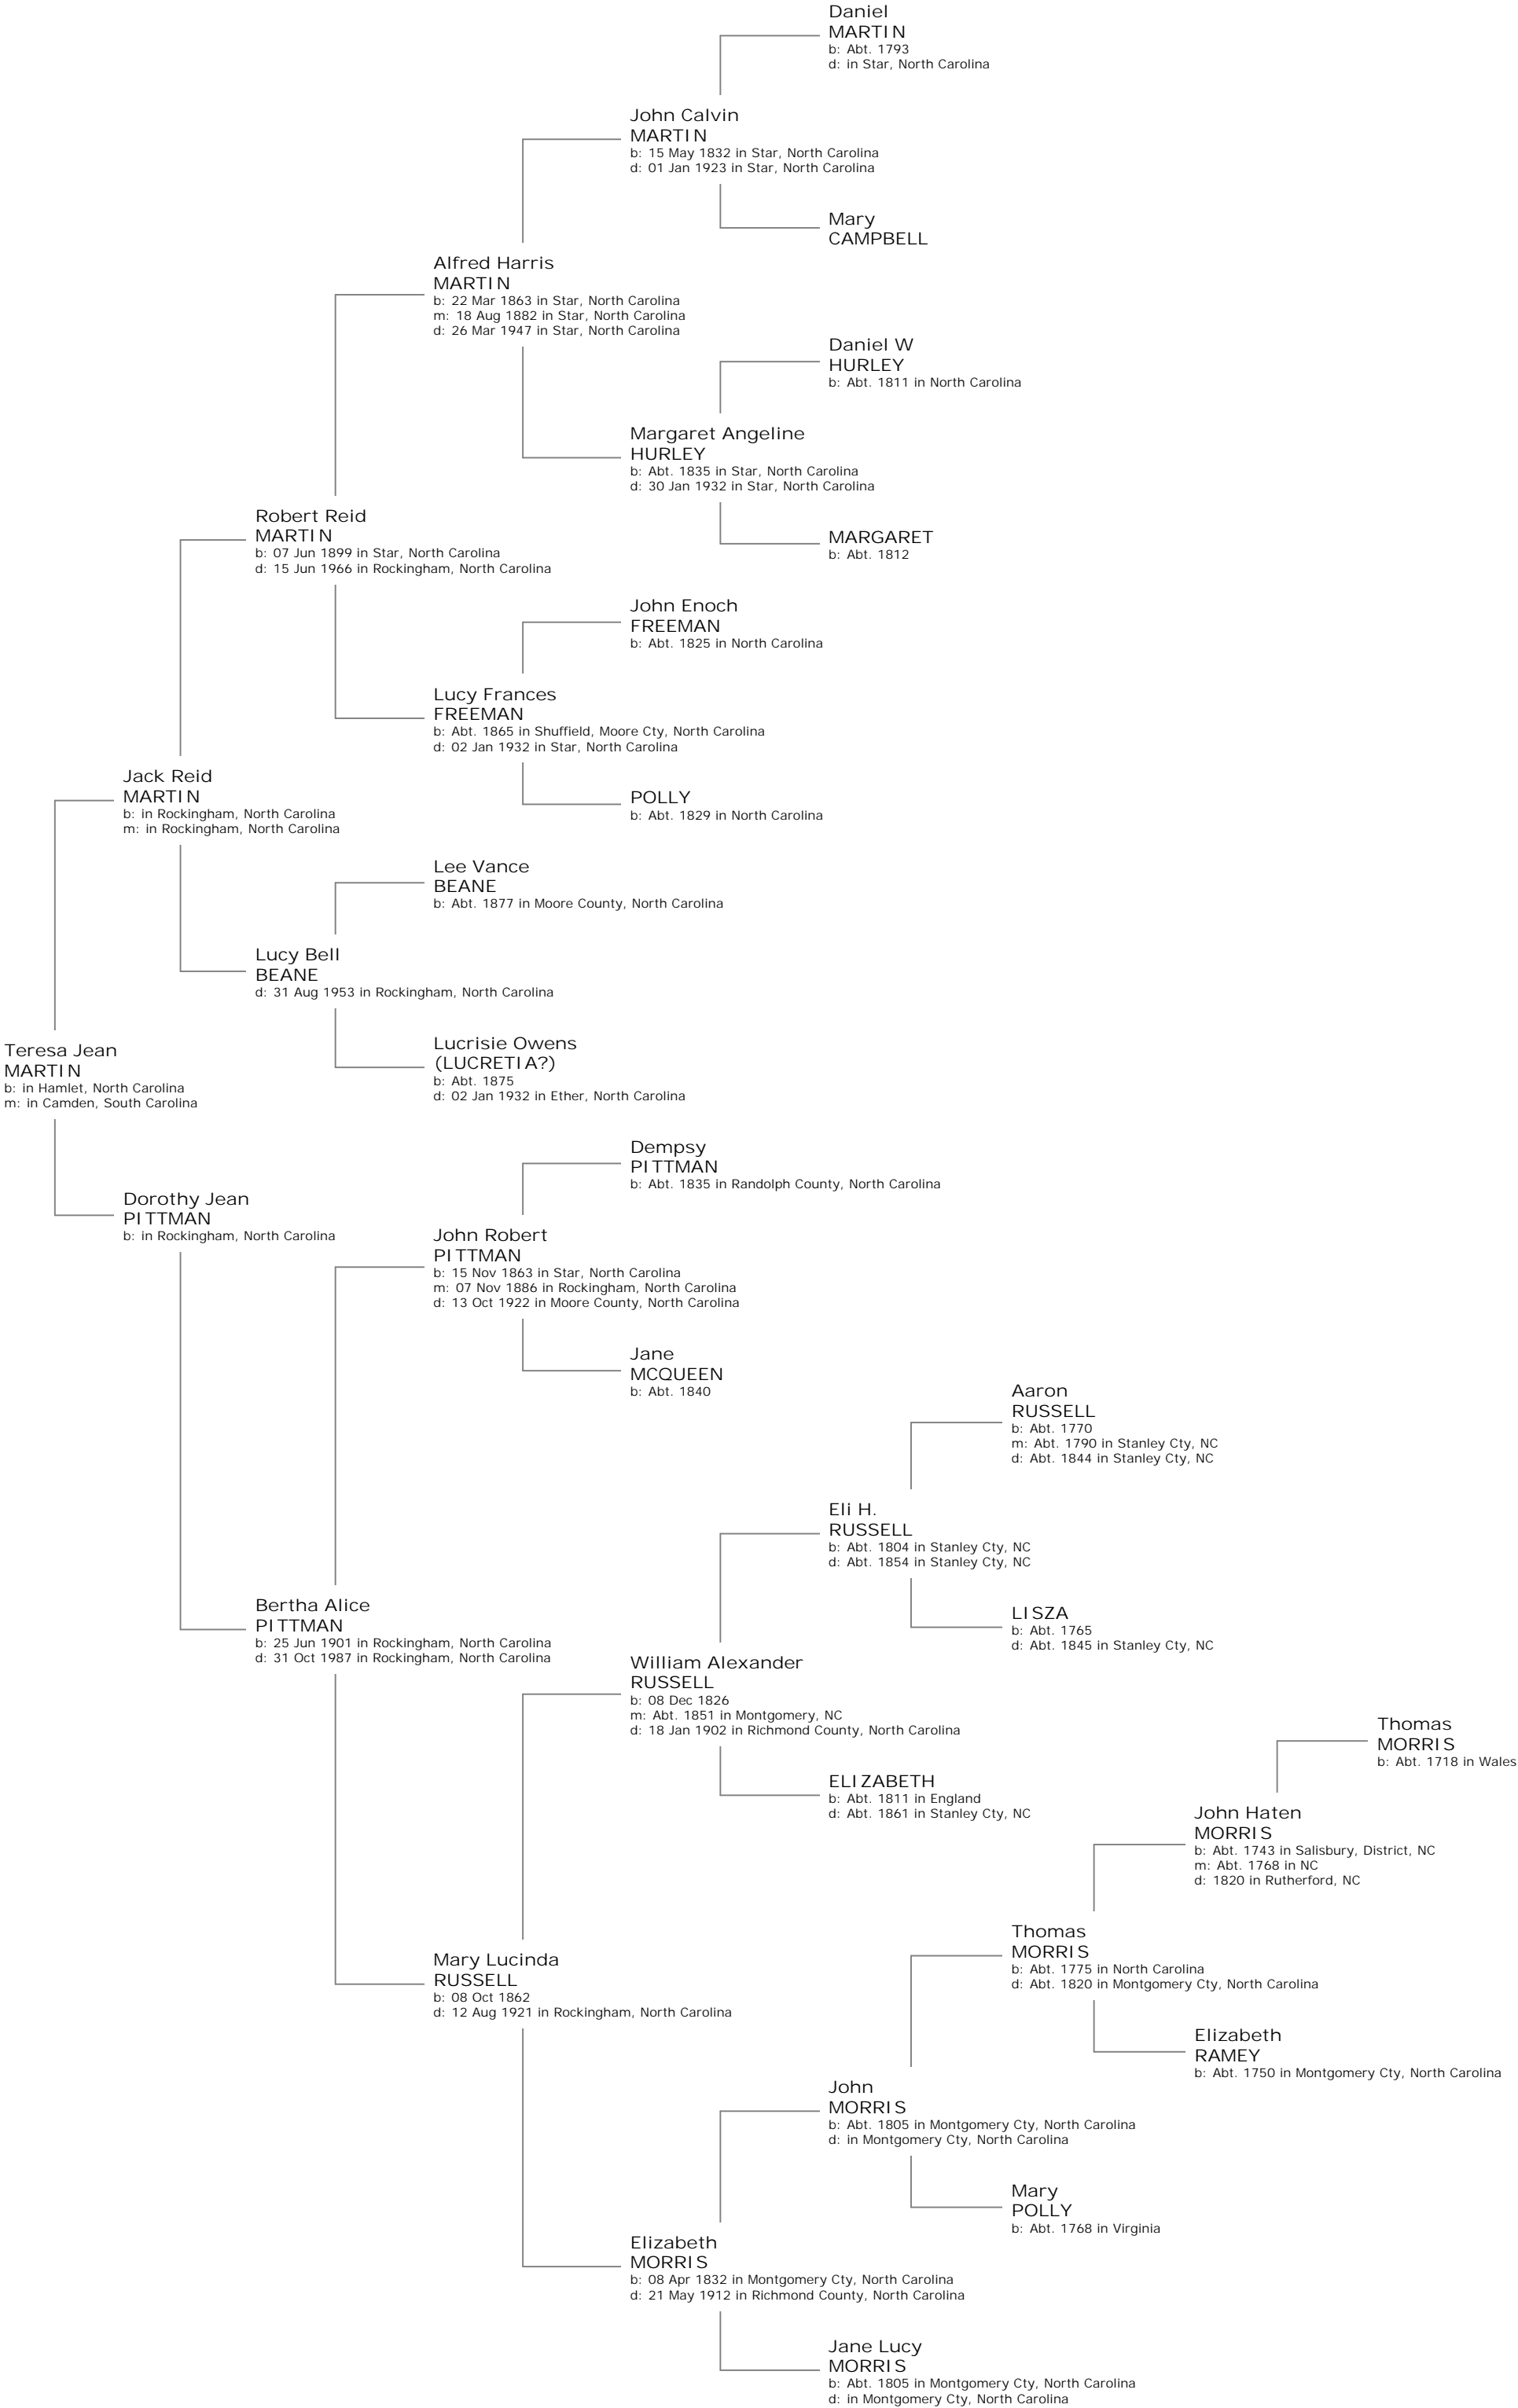 Daniel
MARTIN
b: Abt. 1793
d: in Star, North Carolina
John Calvin
MARTIN
b: 15 May 1832 in Star, North Carolina
d: 01 Jan 1923 in Star, North Carolina
Mary
CAMPBELL
Alfred Harris
MARTIN
b: 22 Mar 1863 in Star, North Carolina
m: 18 Aug 1882 in Star, North Carolina
d: 26 Mar 1947 in Star, North Carolina
Daniel W
HURLEY
b: Abt. 1811 in North Carolina
Margaret Angeline
HURLEY
b: Abt. 1835 in Star, North Carolina
d: 30 Jan 1932 in Star, North Carolina
Robert Reid
MARTIN
b: 07 Jun 1899 in Star, North Carolina
d: 15 Jun 1966 in Rockingham, North Carolina
MARGARET
b: Abt. 1812
John Enoch
FREEMAN
b: Abt. 1825 in North Carolina
Lucy Frances
FREEMAN
b: Abt. 1865 in Shuffield, Moore Cty, North Carolina
d: 02 Jan 1932 in Star, North Carolina
Jack Reid
MARTIN
b: in Rockingham, North Carolina
m: in Rockingham, North Carolina
POLLY
b: Abt. 1829 in North Carolina
Lee Vance
BEANE
b: Abt. 1877 in Moore County, North Carolina
Lucy Bell
BEANE
d: 31 Aug 1953 in Rockingham, North Carolina
Lucrisie Owens
(LUCRETIA?)
b: Abt. 1875
d: 02 Jan 1932 in Ether, North Carolina
Teresa Jean
MARTIN
b: in Hamlet, North Carolina
m: in Camden, South Carolina
Dempsy
PITTMAN
b: Abt. 1835 in Randolph County, North Carolina
Dorothy Jean
PITTMAN
b: in Rockingham, North Carolina
John Robert
PITTMAN
b: 15 Nov 1863 in Star, North Carolina
m: 07 Nov 1886 in Rockingham, North Carolina
d: 13 Oct 1922 in Moore County, North Carolina
Jane
MCQUEEN
b: Abt. 1840
Aaron
RUSSELL
b: Abt. 1770
m: Abt. 1790 in Stanley Cty, NC
d: Abt. 1844 in Stanley Cty, NC
Eli H.
RUSSELL
b: Abt. 1804 in Stanley Cty, NC
d: Abt. 1854 in Stanley Cty, NC
Bertha Alice
PITTMAN
b: 25 Jun 1901 in Rockingham, North Carolina
d: 31 Oct 1987 in Rockingham, North Carolina
LISZA
b: Abt. 1765
d: Abt. 1845 in Stanley Cty, NC
William Alexander
RUSSELL
b: 08 Dec 1826
m: Abt. 1851 in Montgomery, NC
d: 18 Jan 1902 in Richmond County, North Carolina
Thomas
MORRIS
b: Abt. 1718 in Wales
ELIZABETH
b: Abt. 1811 in England
d: Abt. 1861 in Stanley Cty, NC
John Haten
MORRIS
b: Abt. 1743 in Salisbury, District, NC
m: Abt. 1768 in NC
d: 1820 in Rutherford, NC
Thomas
MORRIS
b: Abt. 1775 in North Carolina
d: Abt. 1820 in Montgomery Cty, North Carolina
Mary Lucinda
RUSSELL
b: 08 Oct 1862
d: 12 Aug 1921 in Rockingham, North Carolina
Elizabeth
RAMEY
b: Abt. 1750 in Montgomery Cty, North Carolina
John
MORRIS
b: Abt. 1805 in Montgomery Cty, North Carolina
d: in Montgomery Cty, North Carolina
Mary
POLLY
b: Abt. 1768 in Virginia
Elizabeth
MORRIS
b: 08 Apr 1832 in Montgomery Cty, North Carolina
d: 21 May 1912 in Richmond County, North Carolina
Jane Lucy
MORRIS
b: Abt. 1805 in Montgomery Cty, North Carolina
d: in Montgomery Cty, North Carolina